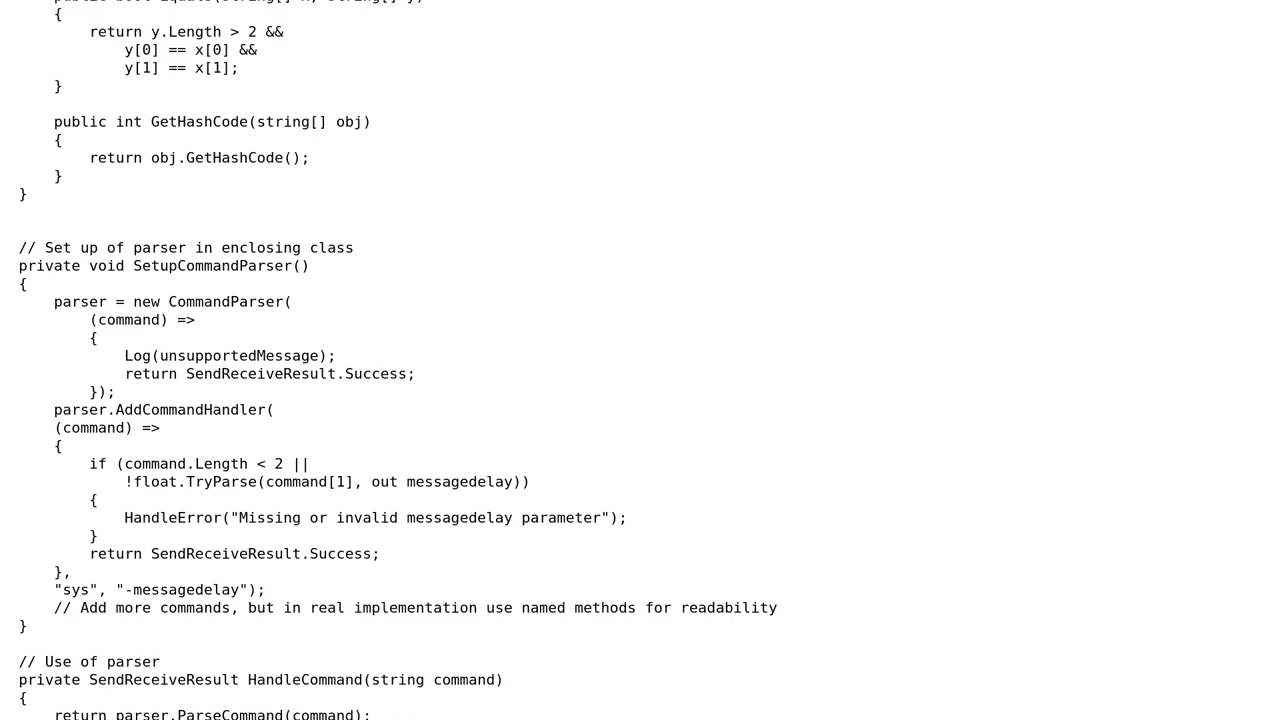 {
return y.Length > 2 &&
y[0] == x[0] &&
y[1] == x[1];
}
public int GetHashCode(string[] obj)
{
return obj.GetHashCode();
}
}
// Set up of parser in enclosing class
private void SetupCommandParser()
{
parser = new CommandParser(
(command) =>
{
Log(unsupportedMessage);
return SendReceiveResult.Success;
});
parser.AddCommandHandler(
(command) =>
{
if (command.Length < 2 ||
!float.TryParse(command[1], out messagedelay))
{
HandleError("Missing or invalid messagedelay parameter");
}
return SendReceiveResult.Success;
},
"sys", "-messagedelay");
// Add more commands, but in real implementation use named methods for readability
}
// Use of parser
private SendReceiveResult HandleCommand(string command)
{
return parser.ParseCommand(command);